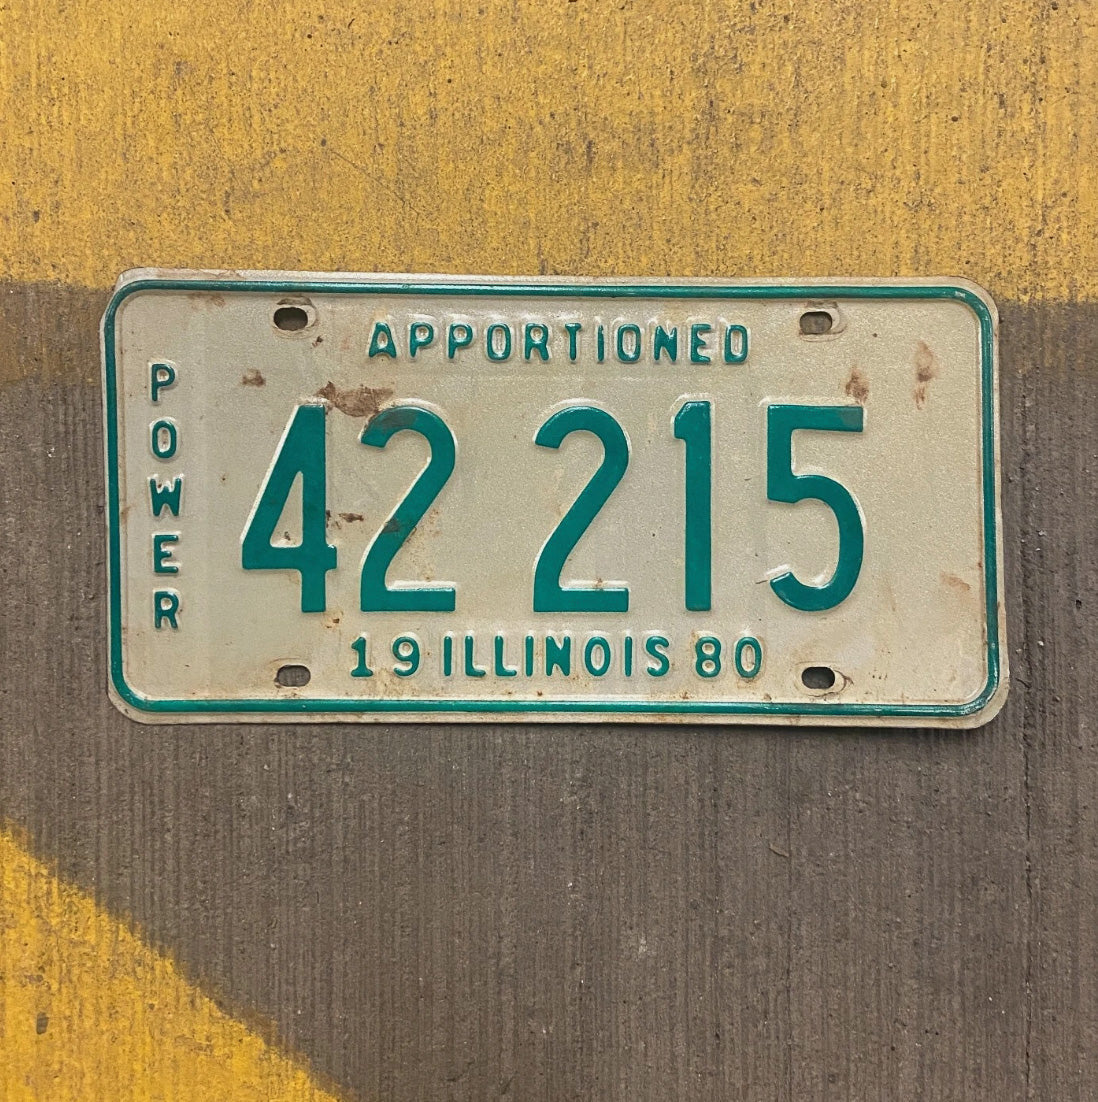 APPORTIONED
POWER
42 215
19 ILLINOIS 80